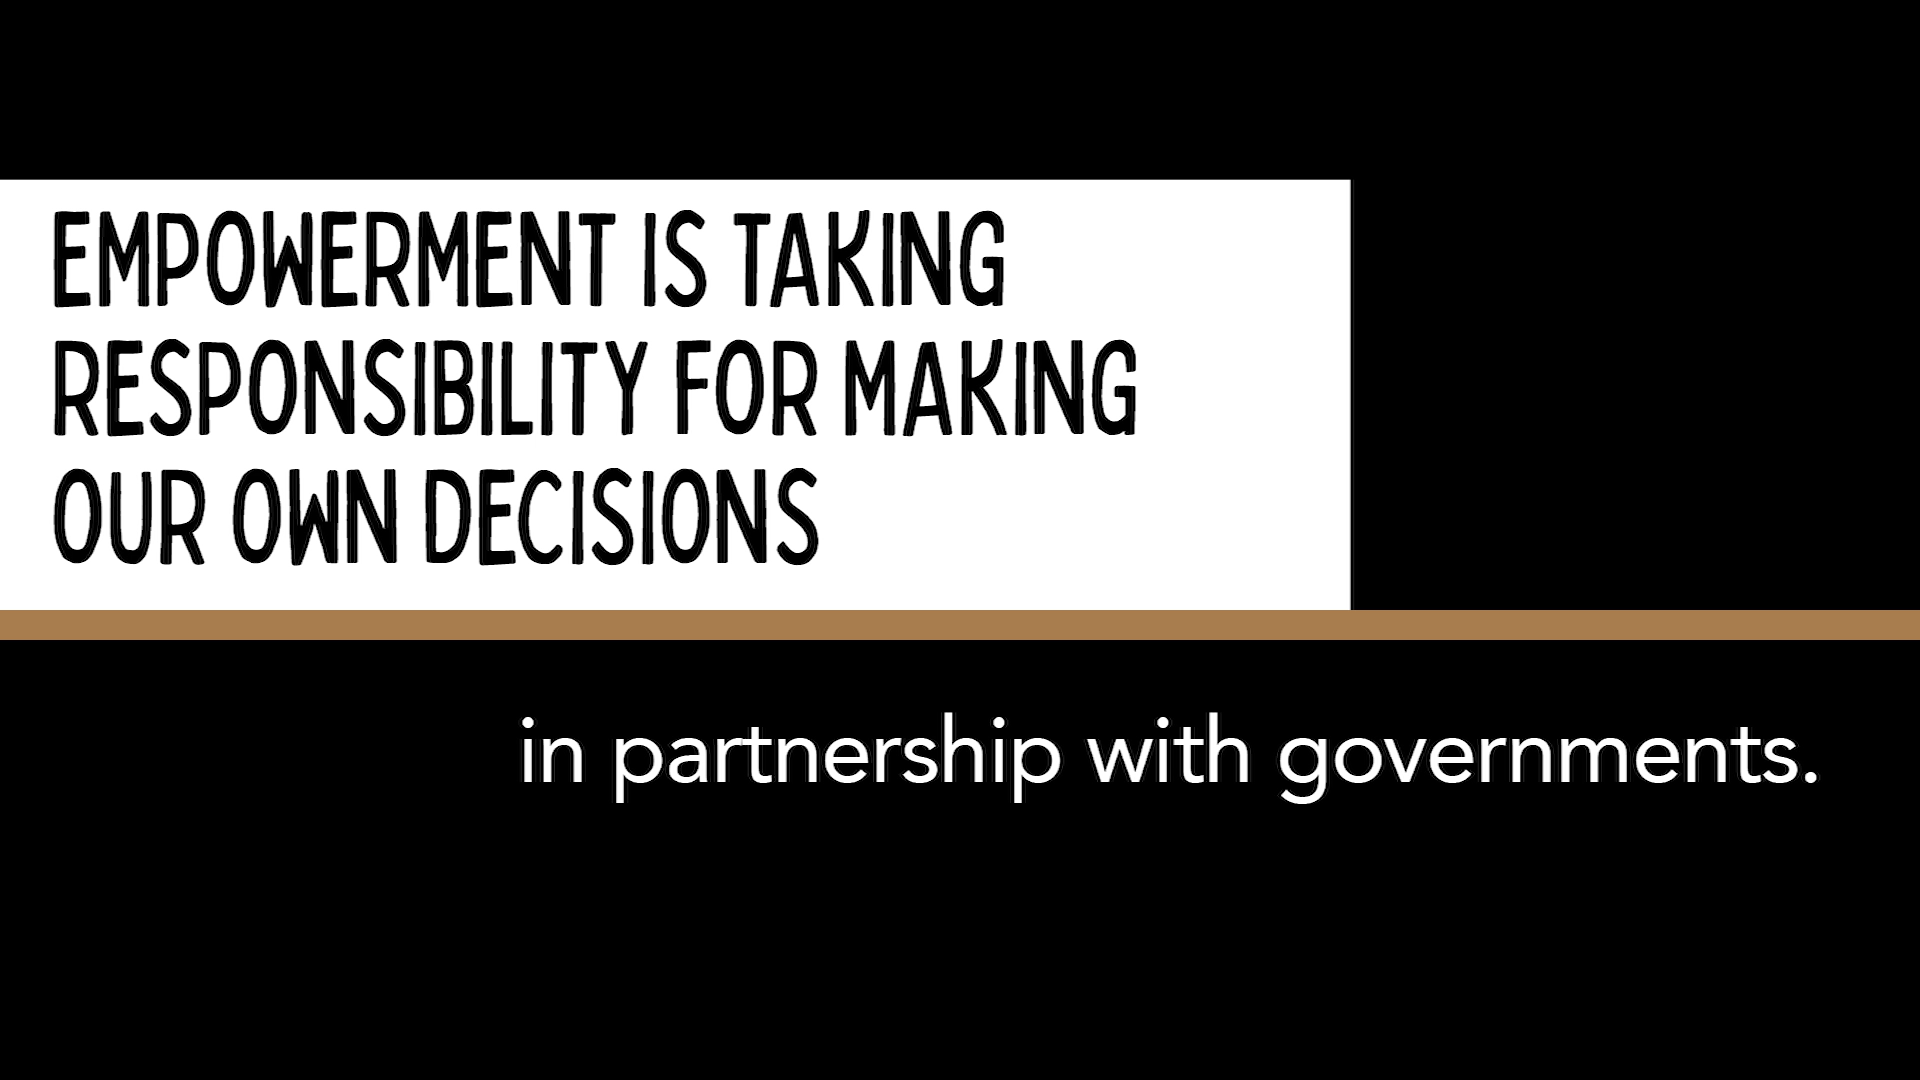 EMPOWERMENT IS TAKING
RESPONSIBILITY FOR MAKING
OUR OWN DECISIONS
in partnership with governments.